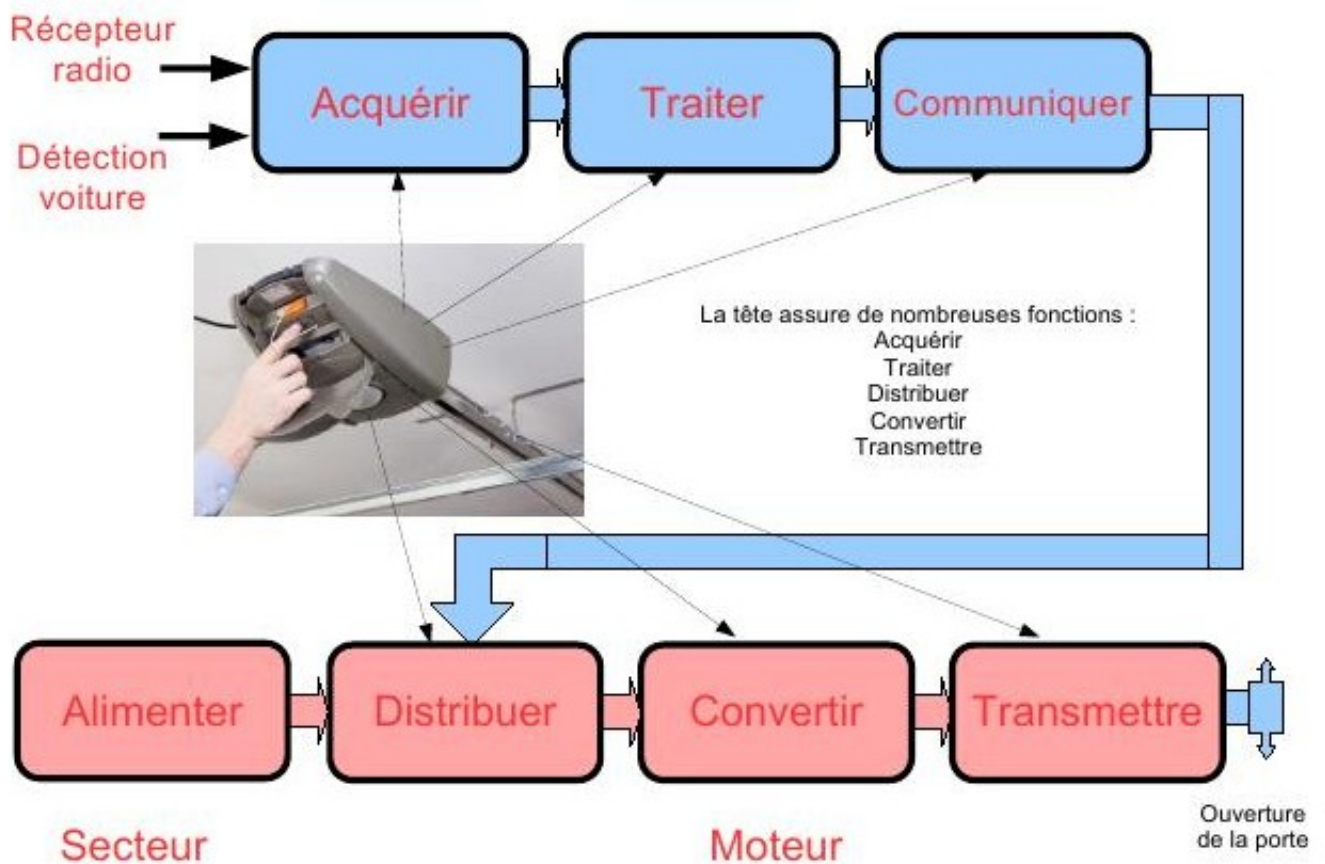 Récepteur
radio
Détection
voiture
Acquérir
Traiter
Communiquer
La tête assure de nombreuses fonctions :
Acquérir
Traiter
Distribuer
Convertir
Transmettre
Alimenter
Distribuer
Convertir
Transmettre
Secteur
Moteur
Ouverture
de la porte